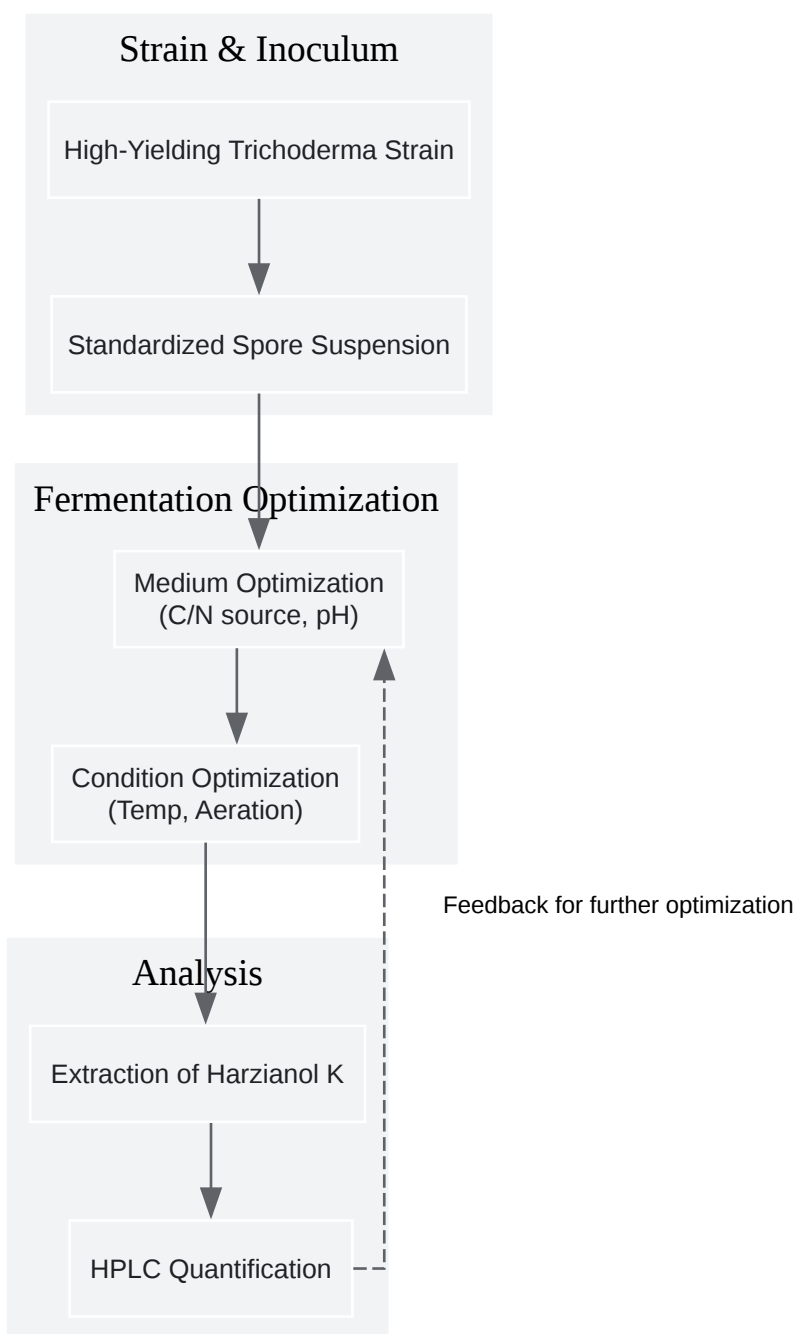 Strain & Inoculum
High-Yielding Trichoderma Strain
Standardized Spore Suspension
Fermentation Optimization
Medium Optimization
(C/N source, pH)
Condition Optimization
(Temp, Aeration)
Feedback for further optimization
Analysis
Extraction of Harzianol K
HPLC Quantification